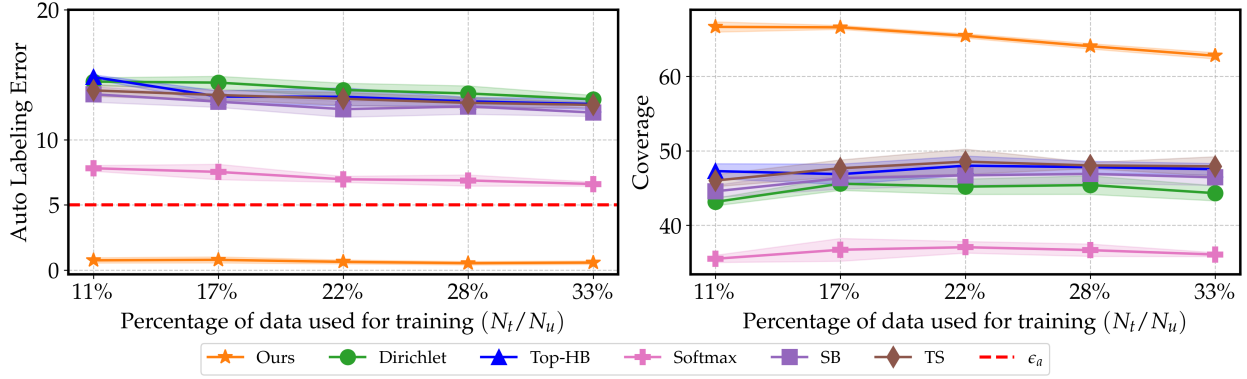 Auto Labeling Error
20
10
5
0
11% 17% 22% 28% 33%
Percentage of data used for training (N_t/N_u)
Coverage
60
50
40
11% 17% 22% 28% 33%
Percentage of data used for training (N_t/N_u)
Ours Dirichlet Top-HB Softmax SB TS ϵ_a